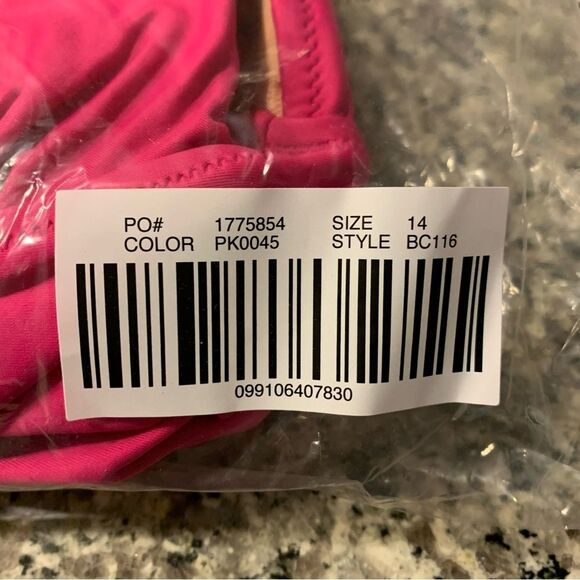 PO# 1775854 SIZE 14
COLOR PK0045 STYLE BC116
099106407830